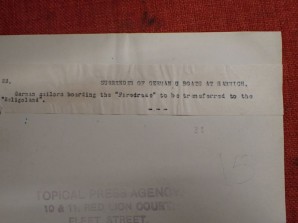 SURRENDER OF GERMAN U BOATS AT HARWICH.
German sailors boarding the "Firedrake" to be transferred to the
"Heligoland".
---
TOPICAL PRESS AGENCY
10 & 11, RED LION COURT
FLEET STREET.